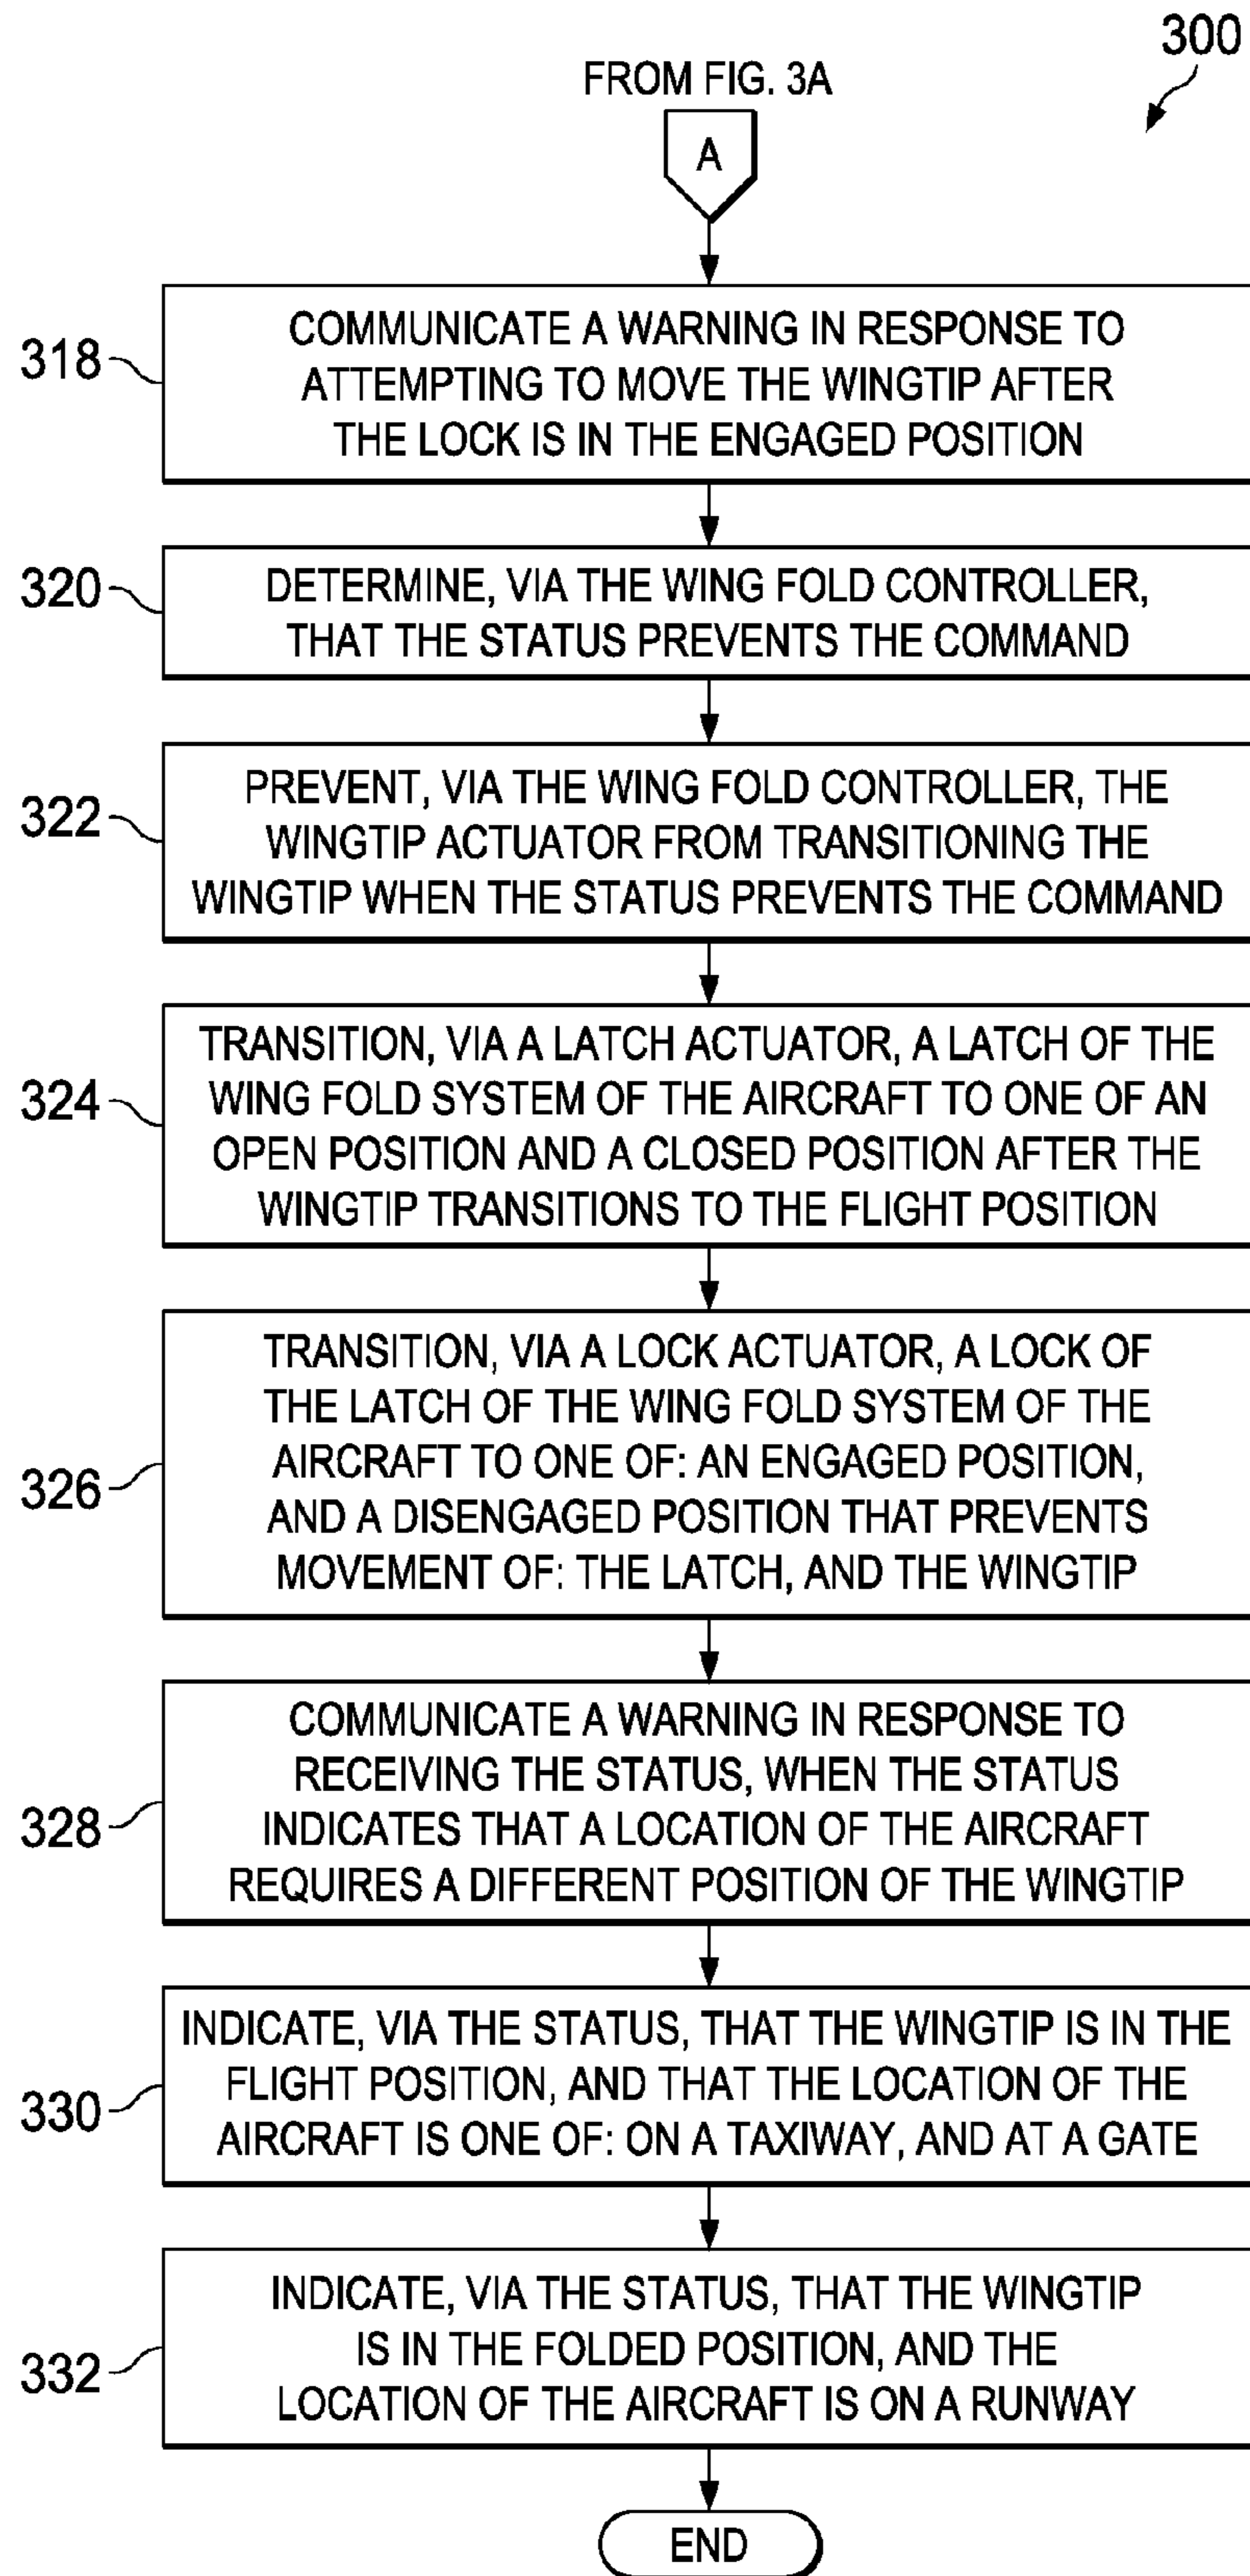 300
FROM FIG. 3A
A
318
COMMUNICATE A WARNING IN RESPONSE TO
ATTEMPTING TO MOVE THE WINGTIP AFTER
THE LOCK IS IN THE ENGAGED POSITION
320
DETERMINE, VIA THE WING FOLD CONTROLLER,
THAT THE STATUS PREVENTS THE COMMAND
322
PREVENT, VIA THE WING FOLD CONTROLLER, THE
WINGTIP ACTUATOR FROM TRANSITIONING THE
WINGTIP WHEN THE STATUS PREVENTS THE COMMAND
324
TRANSITION, VIA A LATCH ACTUATOR, A LATCH OF THE
WING FOLD SYSTEM OF THE AIRCRAFT TO ONE OF AN
OPEN POSITION AND A CLOSED POSITION AFTER THE
WINGTIP TRANSITIONS TO THE FLIGHT POSITION
326
TRANSITION, VIA A LOCK ACTUATOR, A LOCK OF
THE LATCH OF THE WING FOLD SYSTEM OF THE
AIRCRAFT TO ONE OF: AN ENGAGED POSITION,
AND A DISENGAGED POSITION THAT PREVENTS
MOVEMENT OF: THE LATCH, AND THE WINGTIP
328
COMMUNICATE A WARNING IN RESPONSE TO
RECEIVING THE STATUS, WHEN THE STATUS
INDICATES THAT A LOCATION OF THE AIRCRAFT
REQUIRES A DIFFERENT POSITION OF THE WINGTIP
330
INDICATE, VIA THE STATUS, THAT THE WINGTIP IS IN THE
FLIGHT POSITION, AND THAT THE LOCATION OF THE
AIRCRAFT IS ONE OF: ON A TAXIWAY, AND AT A GATE
332
INDICATE, VIA THE STATUS, THAT THE WINGTIP
IS IN THE FOLDED POSITION, AND THE
LOCATION OF THE AIRCRAFT IS ON A RUNWAY
END